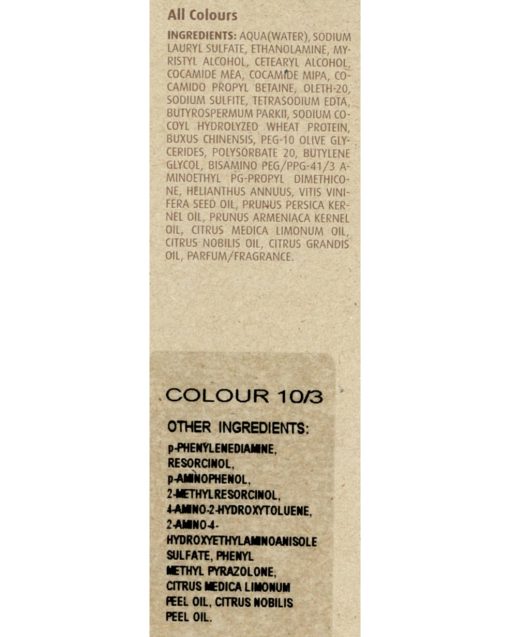 All Colours
INGREDIENTS: AQUA(WATER), SODIUM
LAURYL SULFATE, ETHANOLAMINE, MY-
RISTYL ALCOHOL, CETEARYL ALCOHOL,
COCAMIDE MEA, COCAMIDE MIPA, CO-
CAMIDO PROPYL BETAINE, OLETH-20,
SODIUM SULFITE, TETRASODIUM EDTA,
BUTYROSPERMUM PARKII, SODIUM CO-
COYL HYDROLYZED WHEAT PROTEIN,
BUXUS CHINENSIS, PEG-10 OLIVE GLY-
CERIDES, POLYSORBATE 20, BUTYLENE
GLYCOL, BISAMINO PEG/PPG-41/3 A-
MINOETHYL PG-PROPYL DIMETHICO-
NE, HELIANTHUS ANNUUS, VITIS VINI-
FERA SEED OIL, PRUNUS PERSICA KER-
NEL OIL, PRUNUS ARMENIACA KERNEL
OIL, CITRUS MEDICA LIMONUM OIL,
CITRUS NOBILIS OIL, CITRUS GRANDIS
OIL, PARFUM/FRAGRANCE.
COLOUR 10/3
OTHER INGREDIENTS:
p-PHENYLENEDIAMINE,
RESORCINOL,
p-AMINOPHENOL,
2-METHYLRESORCINOL,
4-AMINO-2-HYDROXYTOLUENE,
2-AMINO-4-
HYDROXYETHYLAMINOANISOLE
SULFATE, PHENYL
METHYL PYRAZOLONE,
CITRUS MEDICA LIMONUM
PEEL OIL, CITRUS NOBILIS
PEEL OIL.